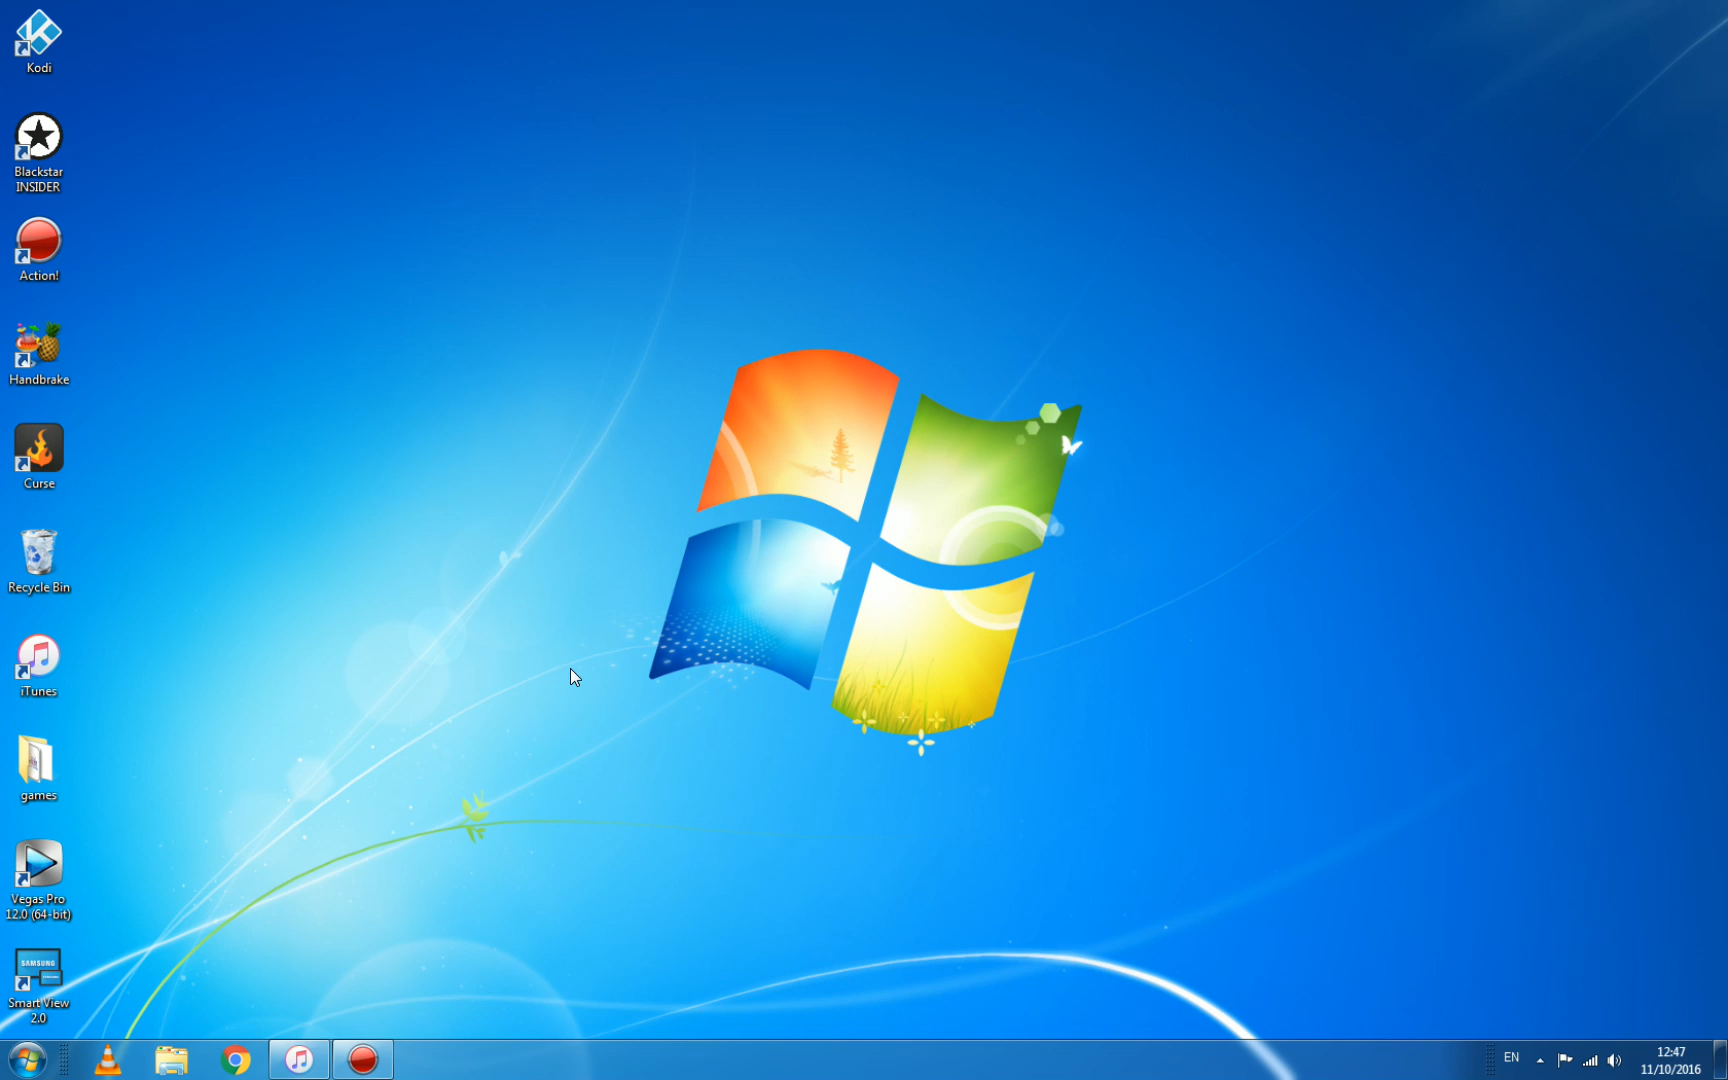 Kodi
Blackstar
INSIDER
Action!
Handbrake
Curse
Recycle Bin
iTunes
games
Vegas Pro
12.0 (64-bit)
SAMSUNG
Smart View
2.0
EN
12:47
11/10/2016